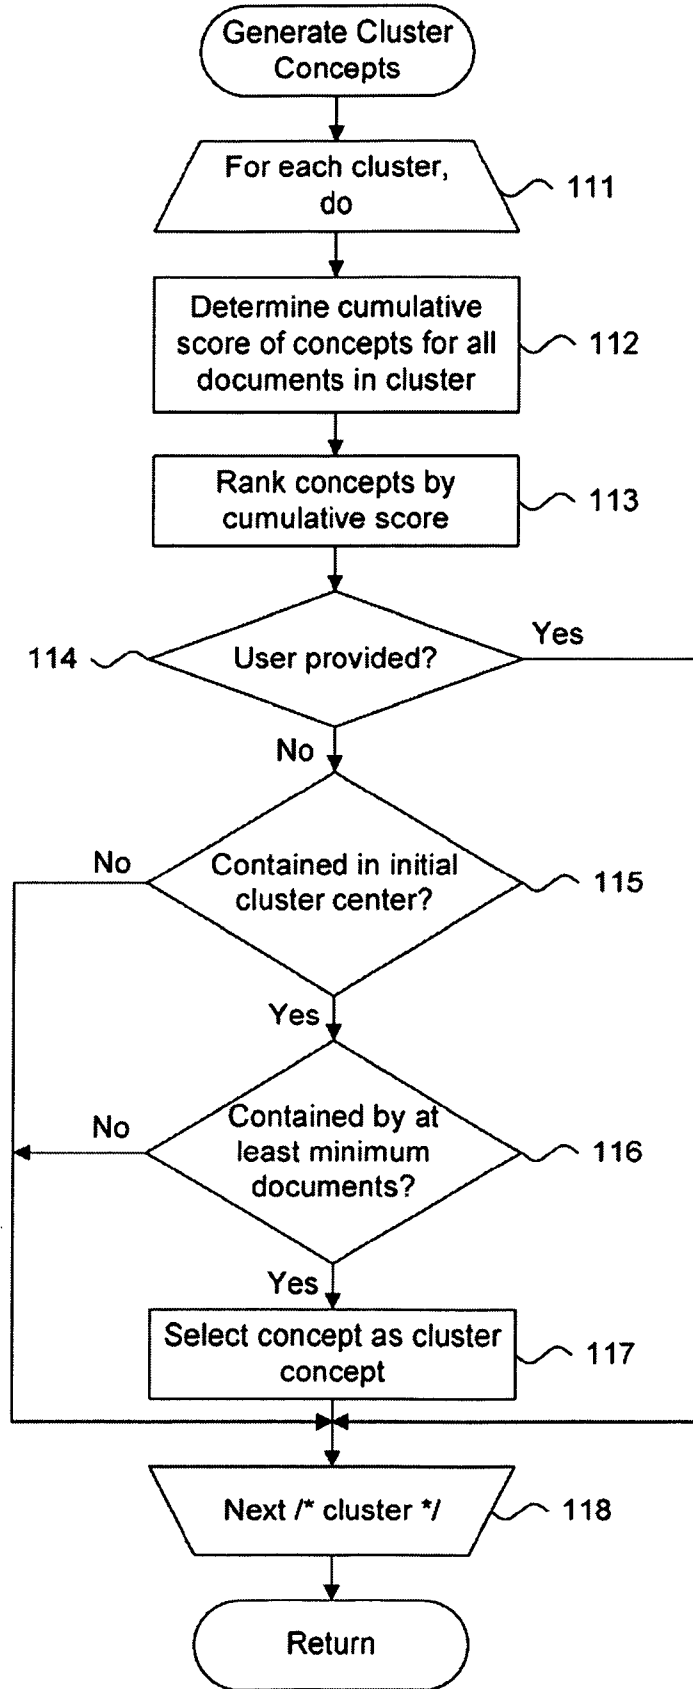 Generate Cluster
Concepts
For each cluster,
do
111
Determine cumulative
score of concepts for all
documents in cluster
112
Rank concepts by
cumulative score
113
114
User provided?
Yes
No
No
Contained in initial
cluster center?
115
Yes
No
Contained by at
least minimum
documents?
116
Yes
Select concept as cluster
concept
117
Next /* cluster */
118
Return